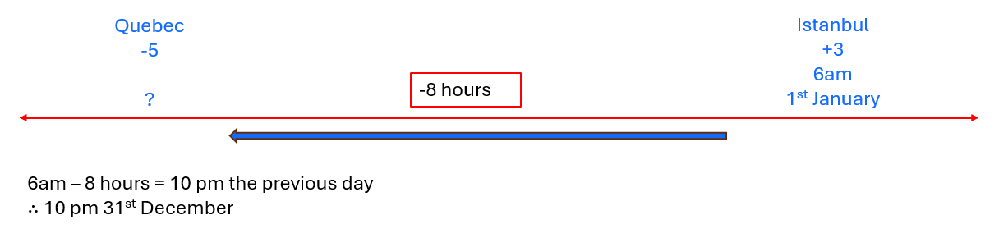 Quebec
-5
?
-8 hours
Istanbul
+3
6am
1st January
6am – 8 hours = 10 pm the previous day
∴ 10 pm 31st December